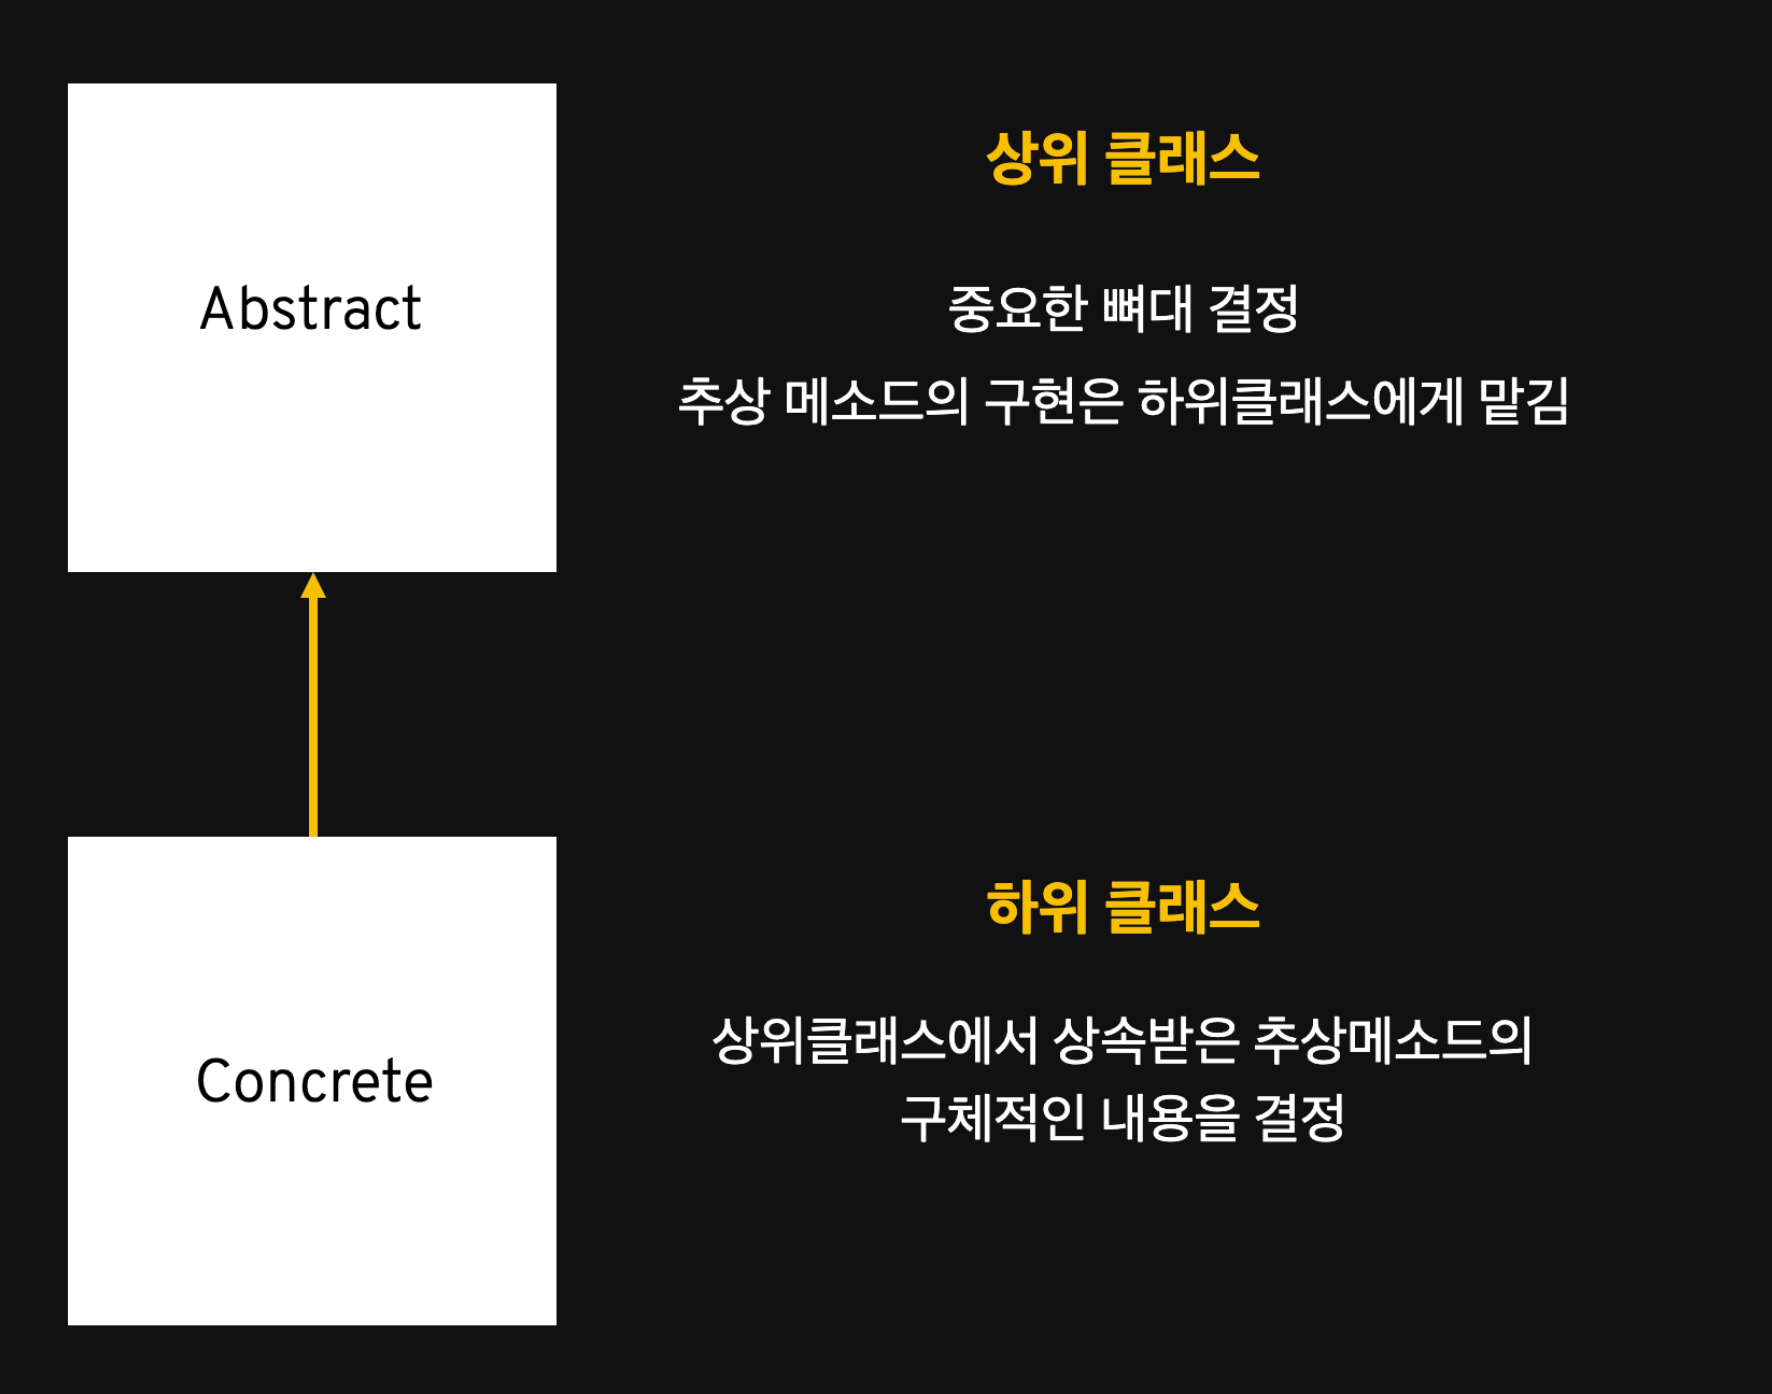 Abstract
상위 클래스
중요한 뼈대 결정
추상 메소드의 구현은 하위클래스에게 맡김
Concrete
하위 클래스
상위클래스에서 상속받은 추상메소드의
구체적인 내용을 결정